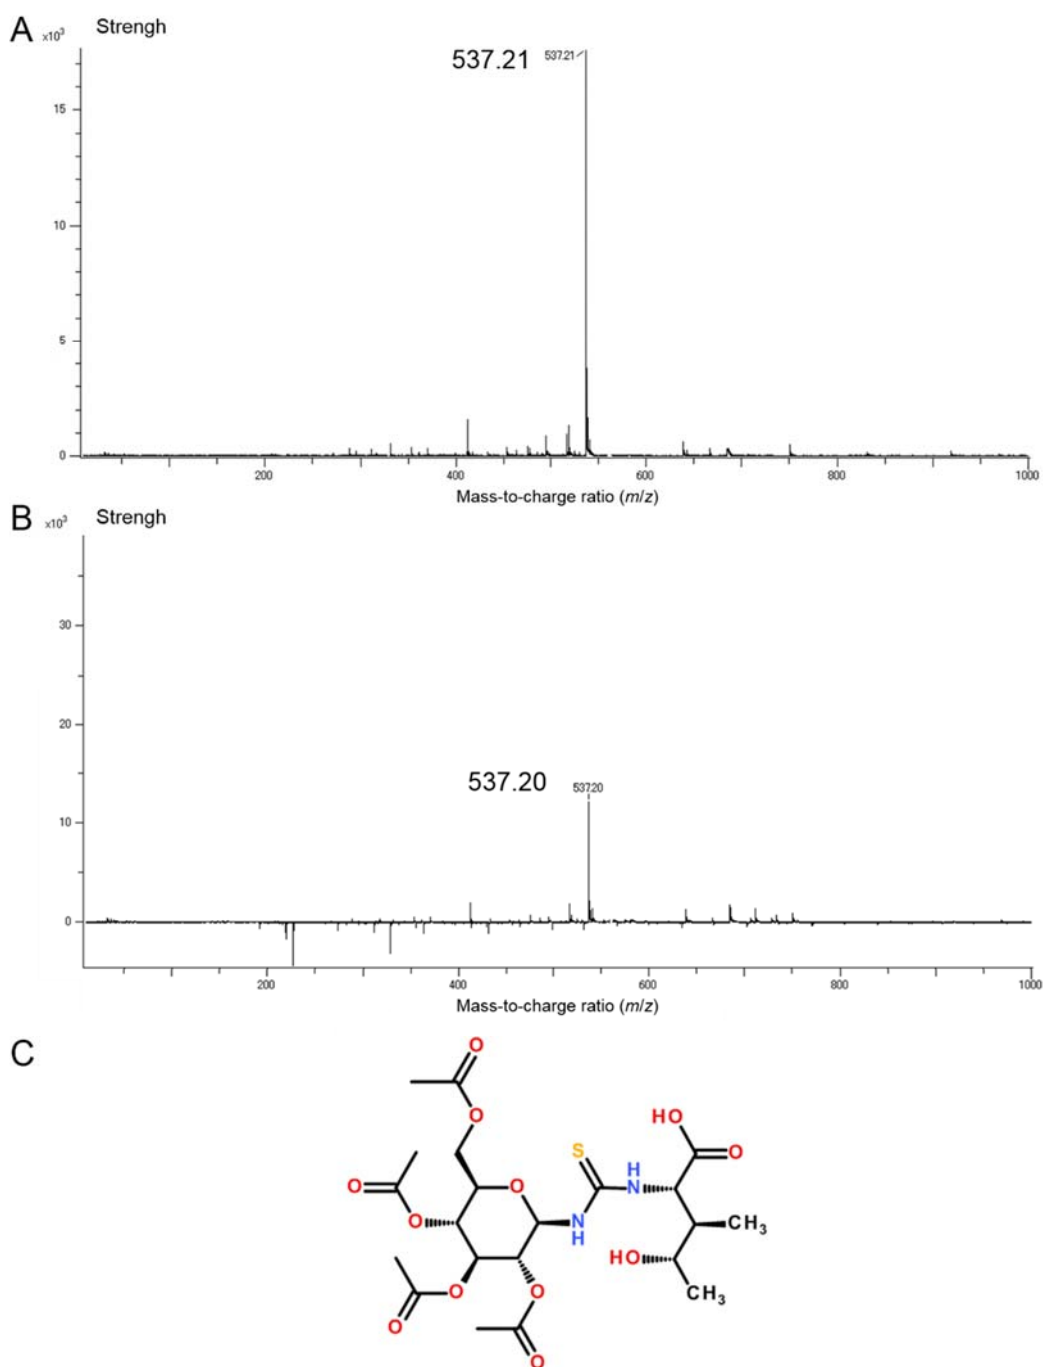 A
×10³
Strengh
537.21
537.21
15
10
5
0
200
400
600
800
1000
Mass-to-charge ratio (m/z)
B
×10³
Strengh
30
20
537.20
537.20
10
0
200
400
600
800
1000
Mass-to-charge ratio (m/z)
C
O
O
HO
S
H
O
O
O
N
O
N
H
CH₃
HO
O
O
O
CH₃
O
O